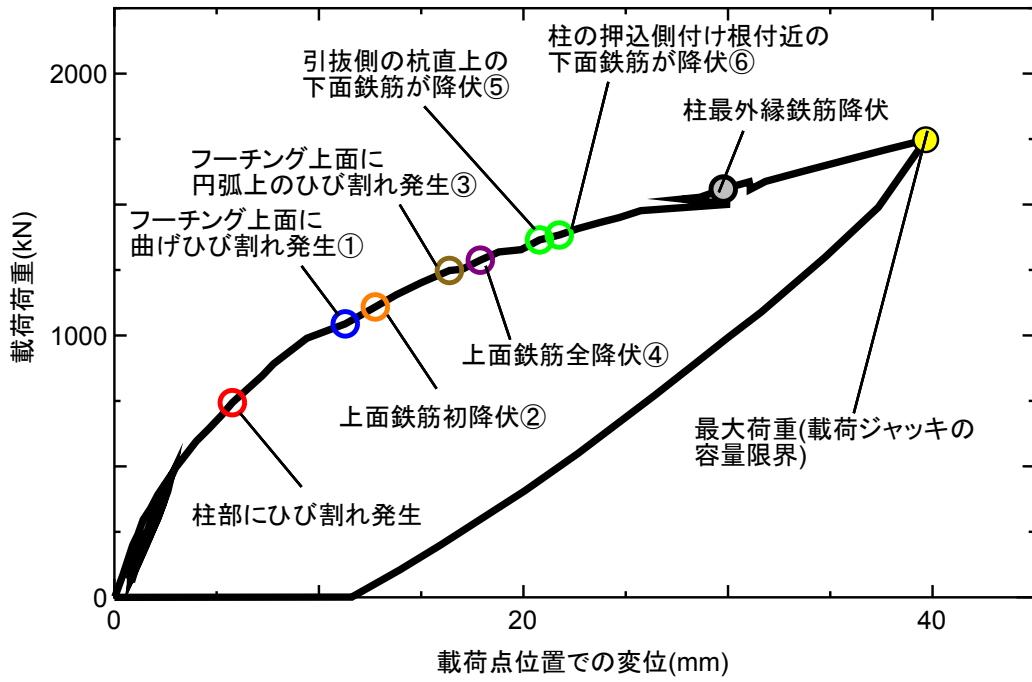 柱の押込側付け根付近の
下面鉄筋が降伏⑥
引抜側の杭直上の
下面鉄筋が降伏⑤
柱最外縁鉄筋降伏
フーチング上面に
円弧上のひび割れ発生③
フーチング上面に
曲げひび割れ発生①
上面鉄筋全降伏④
上面鉄筋初降伏②
最大荷重(載荷ジャッキの
容量限界)
柱部にひび割れ発生
載荷荷重(kN)
2000
1000
0
0
20
40
載荷点位置での変位(mm)